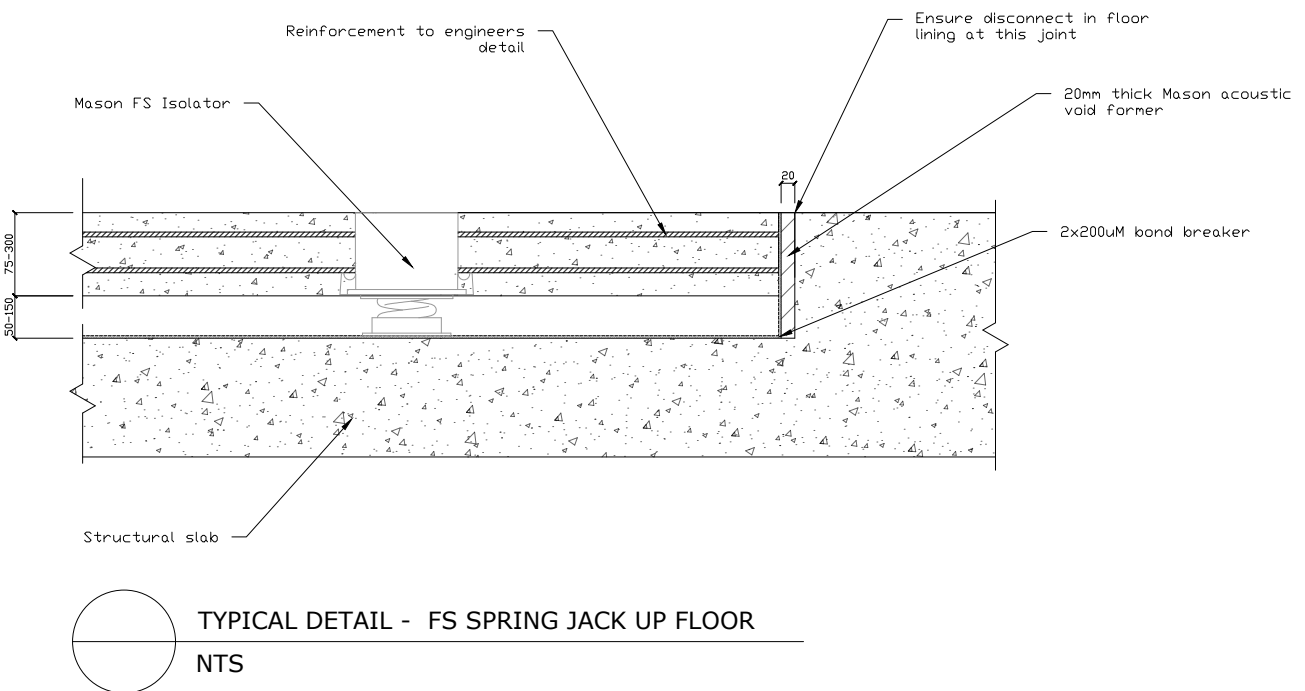 Ensure disconnect in floor
lining at this joint
Reinforcement to engineers
detail
Mason FS Isolator
20mm thick Mason acoustic
void former
20
75-300
2x200uM bond breaker
50-150
Structural slab
TYPICAL DETAIL - FS SPRING JACK UP FLOOR
NTS